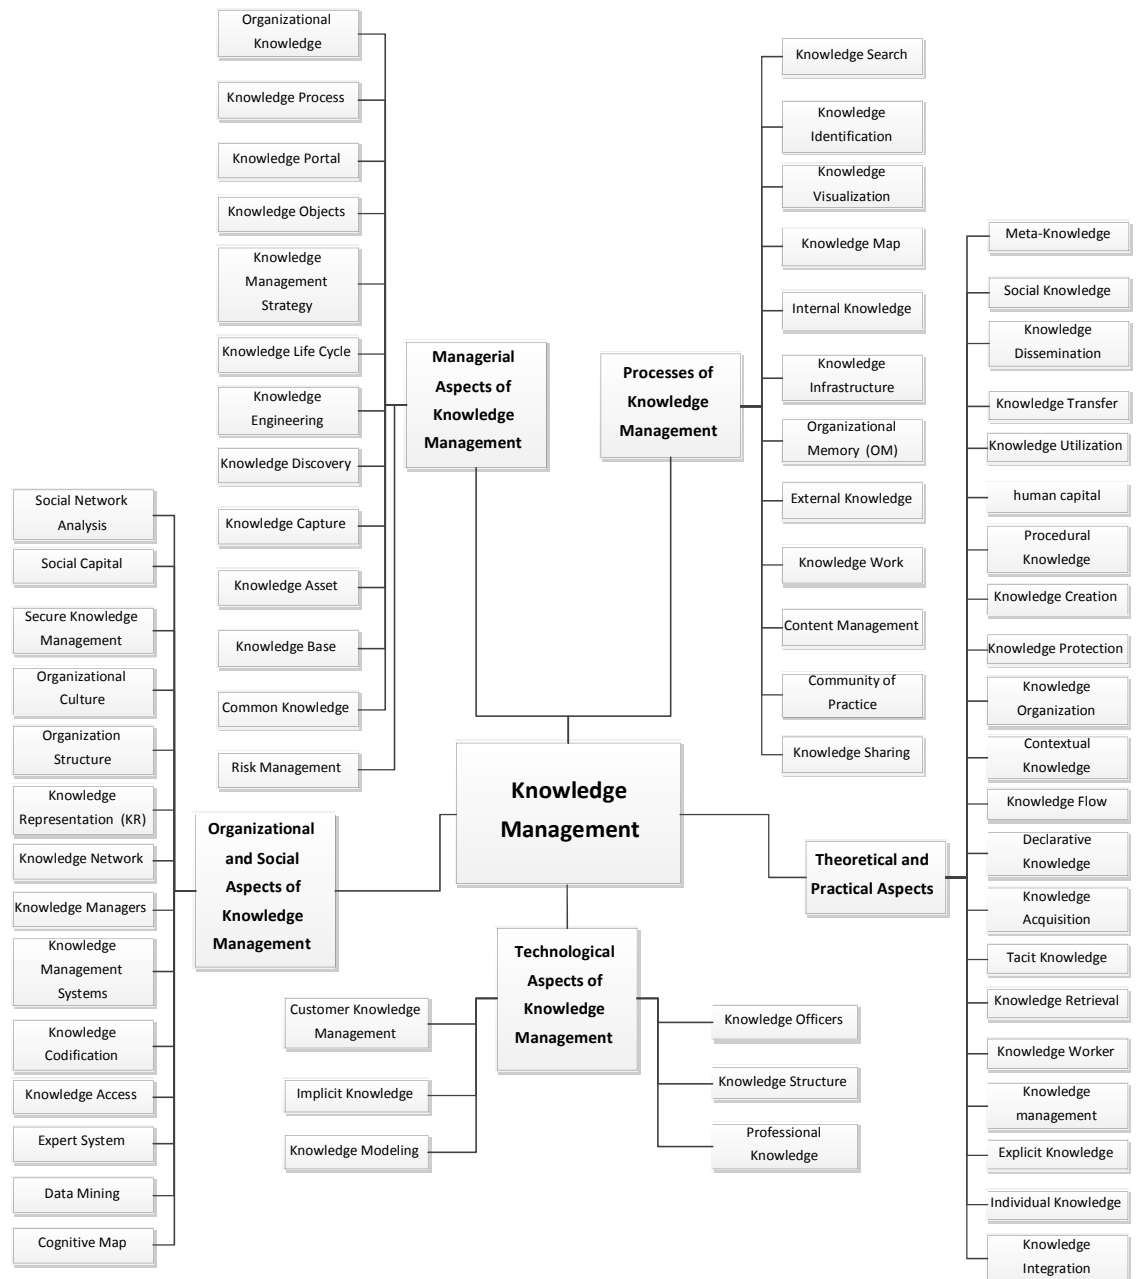 Organizational
Knowledge
Knowledge Process
Knowledge Portal
Knowledge Objects
Knowledge
Management
Strategy
Knowledge Life Cycle
Knowledge
Engineering
Knowledge Discovery
Knowledge Capture
Knowledge Asset
Knowledge Base
Common Knowledge
Risk Management
Managerial
Aspects of
Knowledge
Management
Processes of
Knowledge
Management
Knowledge Search
Knowledge
Identification
Knowledge
Visualization
Knowledge Map
Internal Knowledge
Knowledge
Infrastructure
Organizational
Memory (OM)
External Knowledge
Knowledge Work
Content Management
Community of
Practice
Knowledge Sharing
Meta-Knowledge
Social Knowledge
Knowledge
Dissemination
Knowledge Transfer
Knowledge Utilization
human capital
Procedural
Knowledge
Knowledge Creation
Knowledge Protection
Knowledge
Organization
Contextual
Knowledge
Knowledge Flow
Declarative
Knowledge
Knowledge
Acquisition
Tacit Knowledge
Knowledge Retrieval
Knowledge Worker
Knowledge
management
Explicit Knowledge
Individual Knowledge
Knowledge
Integration
Theoretical and
Practical Aspects
Knowledge
Management
Social Network
Analysis
Social Capital
Secure Knowledge
Management
Organizational
Culture
Organization
Structure
Knowledge
Representation (KR)
Knowledge Network
Knowledge Managers
Knowledge
Management
Systems
Knowledge
Codification
Knowledge Access
Expert System
Data Mining
Cognitive Map
Organizational
and Social
Aspects of
Knowledge
Management
Technological
Aspects of
Knowledge
Management
Customer Knowledge
Management
Implicit Knowledge
Knowledge Modeling
Knowledge Officers
Knowledge Structure
Professional
Knowledge